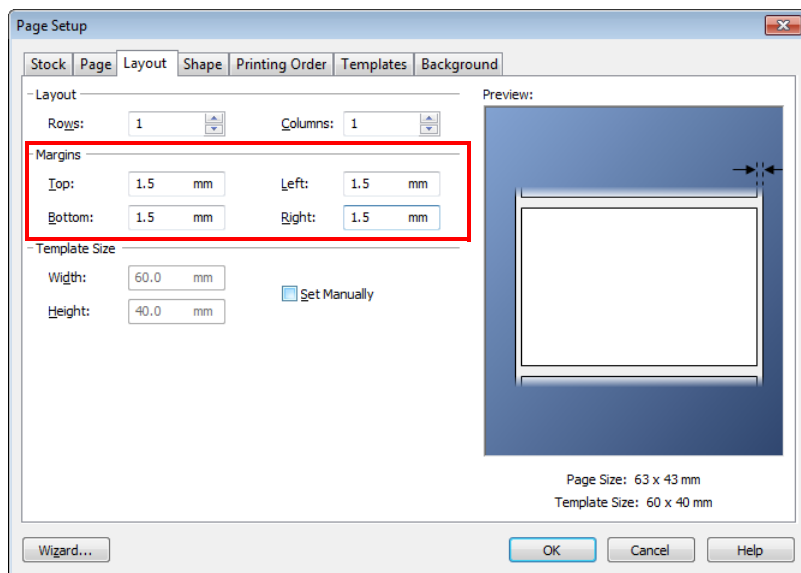 Page Setup
Stock Page Layout Shape Printing Order Templates Background
Layout
Rows: 1 Columns: 1
Margins
Top: 1.5 mm Left: 1.5 mm
Bottom: 1.5 mm Right: 1.5 mm
Template Size
Width: 60.0 mm
Set Manually
Height: 40.0 mm
Preview:
Page Size: 63 x 43 mm
Template Size: 60 x 40 mm
Wizard... OK Cancel Help